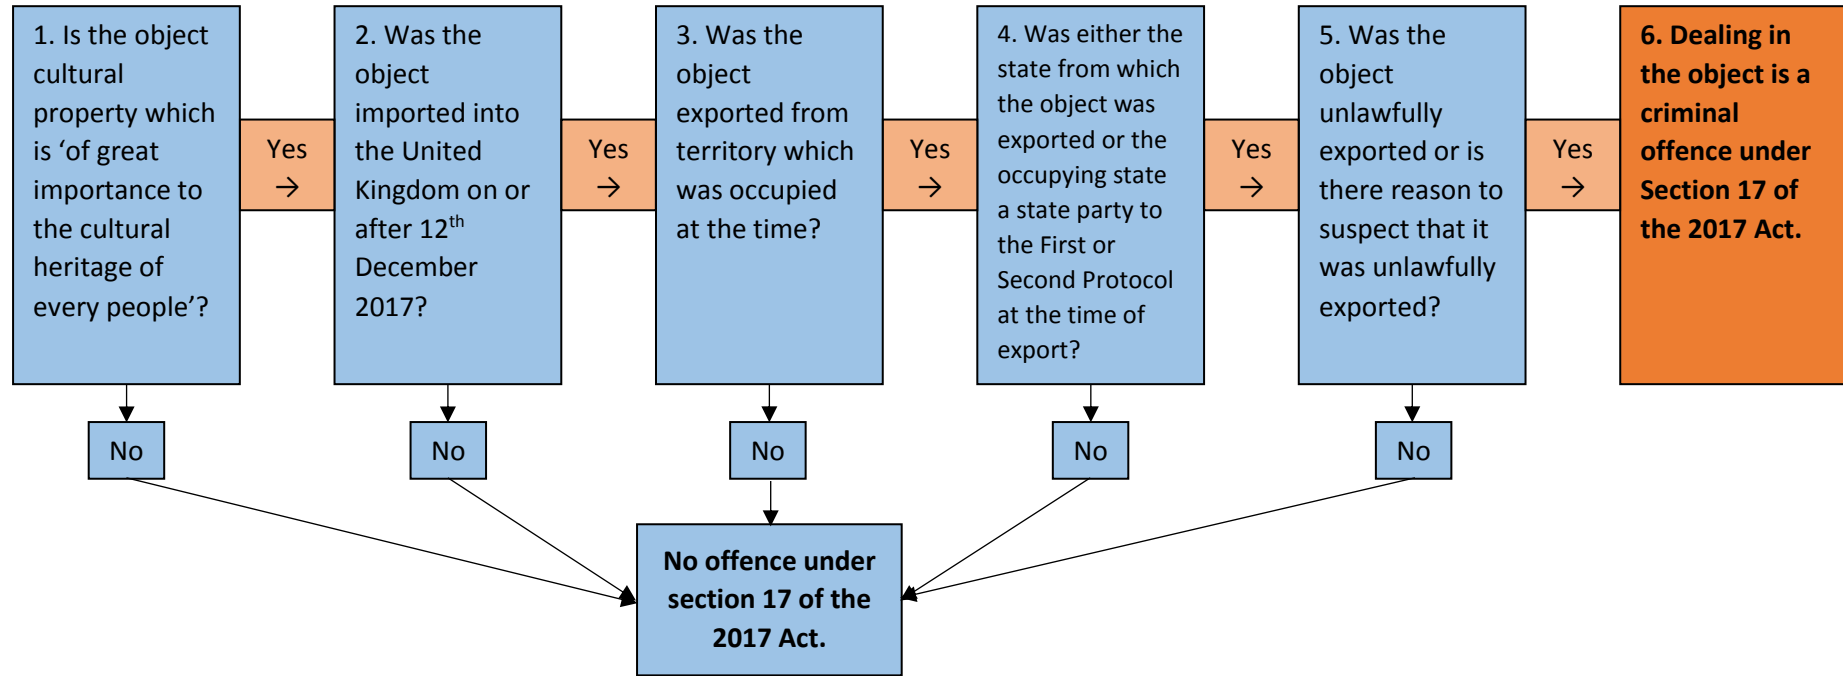 1. Is the object
cultural
property which
is ‘of great
importance to
the cultural
heritage of
every people’?
Yes
→
2. Was the
object
imported into
the United
Kingdom on or
after 12th
December
2017?
Yes
→
3. Was the
object
exported from
territory which
was occupied
at the time?
Yes
→
4. Was either the
state from which
the object was
exported or the
occupying state
a state party to
the First or
Second Protocol
at the time of
export?
Yes
→
5. Was the
object
unlawfully
exported or is
there reason to
suspect that it
was unlawfully
exported?
Yes
→
6. Dealing in
the object is a
criminal
offence under
Section 17 of
the 2017 Act.
No
No
No
No
No
No offence under
section 17 of the
2017 Act.